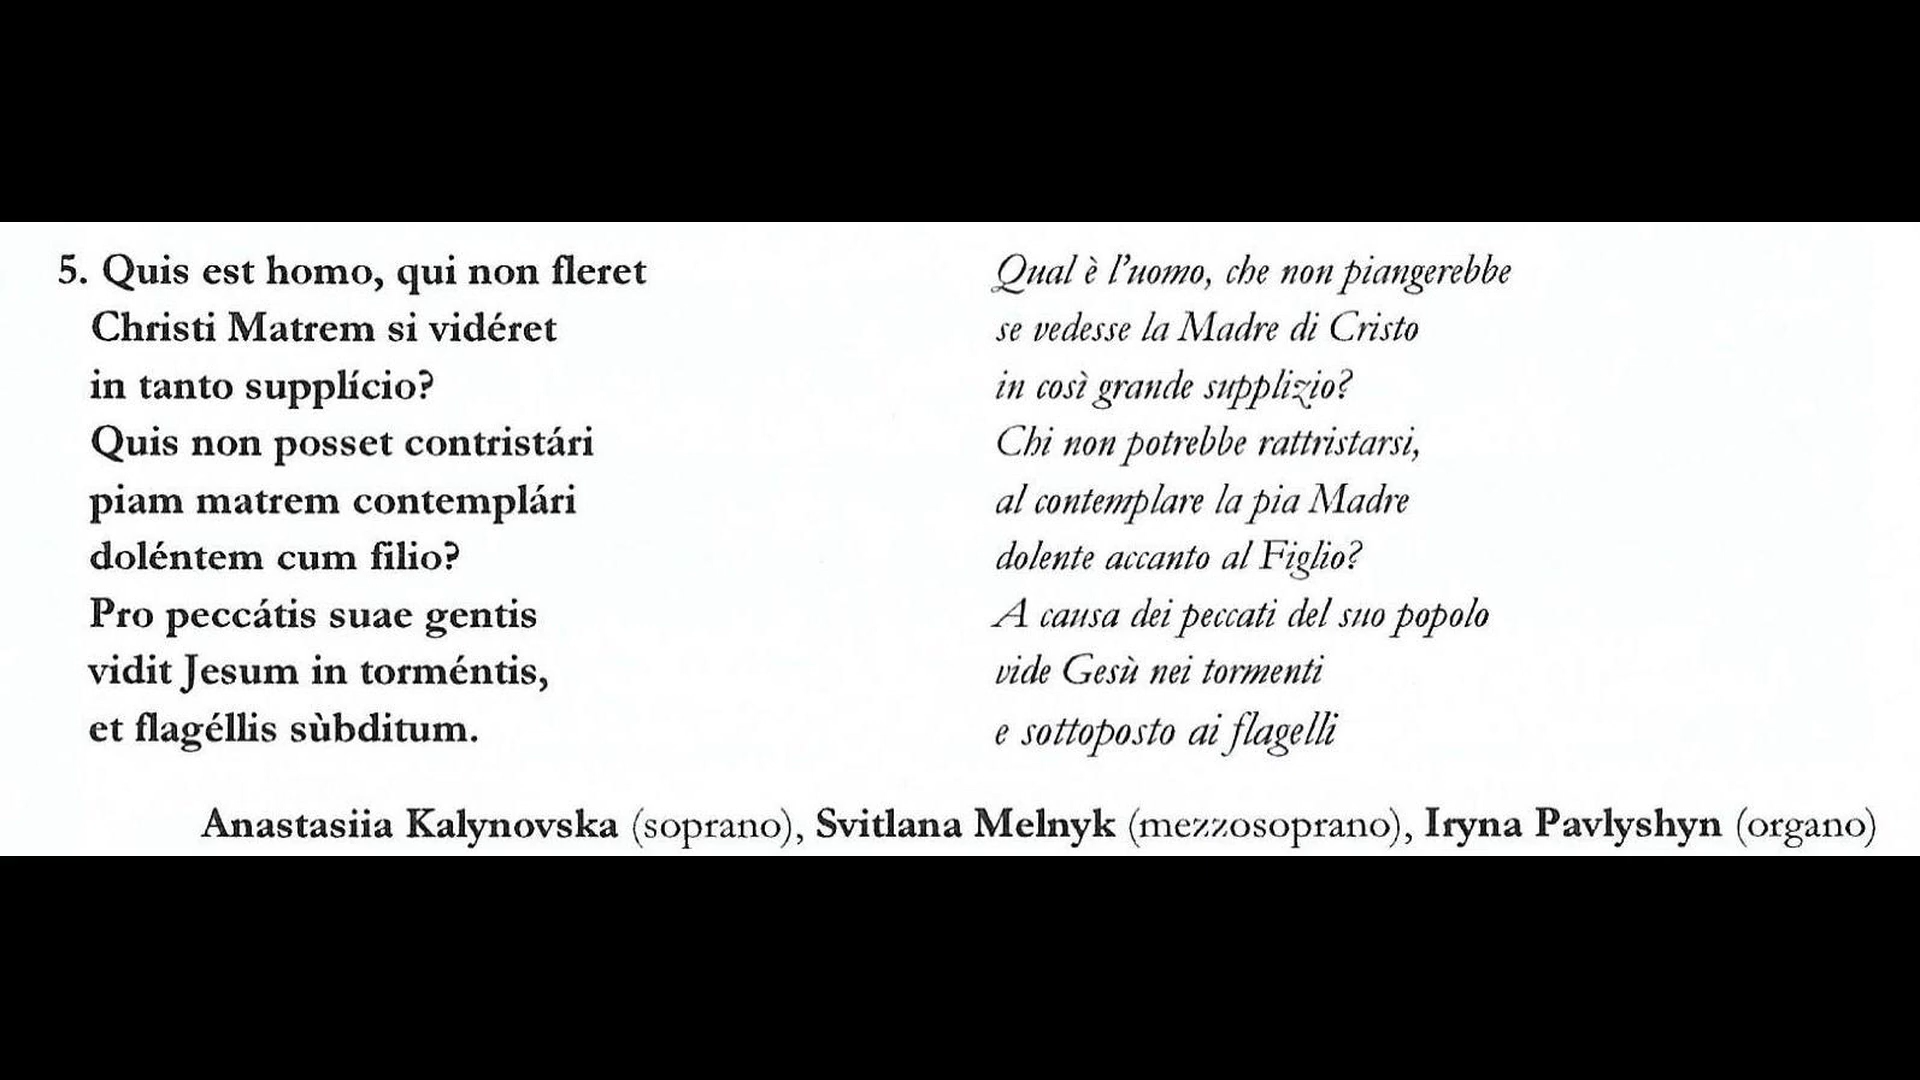 5. Quis est homo, qui non fleret
Christi Matrem si vidéret
in tanto supplício?
Quis non posset contristári
piam matrem contemplári
doléntem cum filio?
Pro peccátis suae gentis
vidit Jesum in torméntis,
et flagéllis sùbditum.
Qual è l'uomo, che non piangerebbe
se vedesse la Madre di Cristo
in così grande supplizio?
Chi non potrebbe rattristarsi,
al contemplare la pia Madre
dolente accanto al Figlio?
A causa dei peccati del suo popolo
vide Gesù nei tormenti
e sottoposto ai flagelli
Anastasiia Kalynovska (soprano), Svitlana Melnyk (mezzosoprano), Iryna Pavlyshyn (organo)